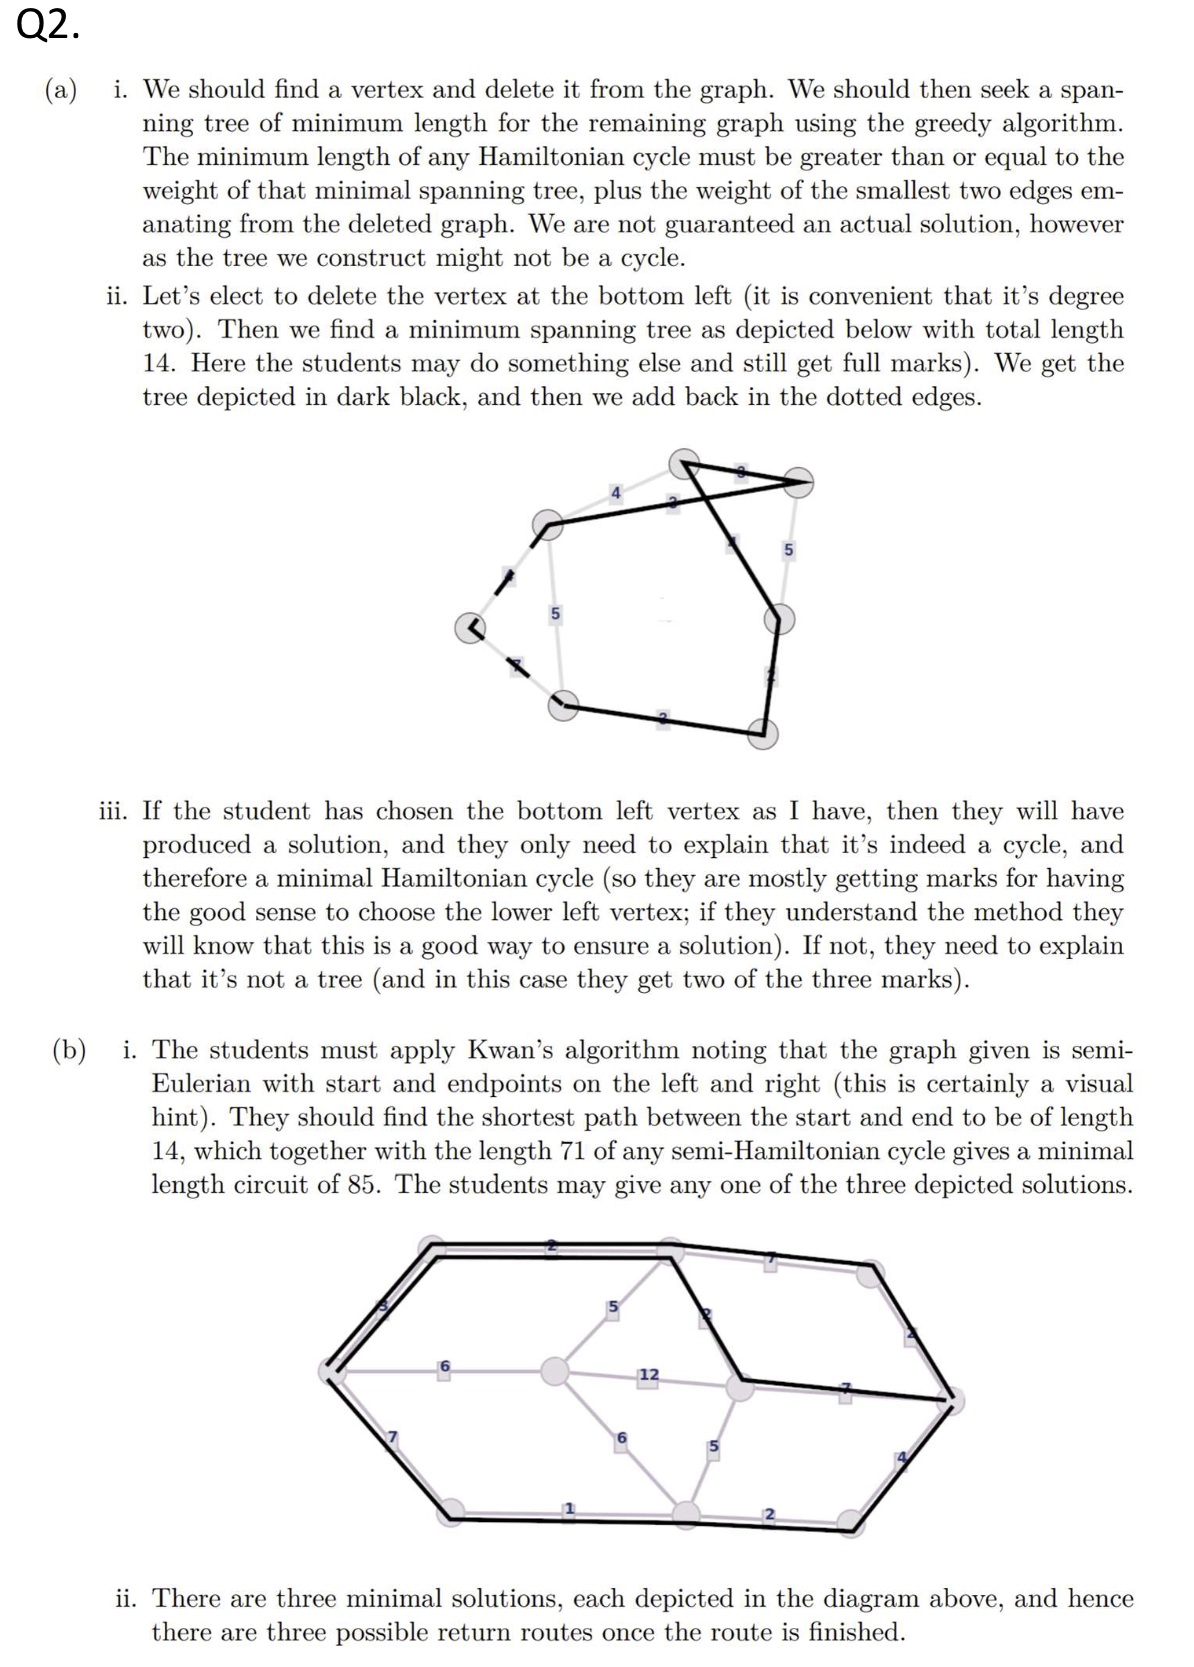 Q2.
(a) i. We should find a vertex and delete it from the graph. We should then seek a span-
ning tree of minimum length for the remaining graph using the greedy algorithm.
The minimum length of any Hamiltonian cycle must be greater than or equal to the
weight of that minimal spanning tree, plus the weight of the smallest two edges em-
anating from the deleted graph. We are not guaranteed an actual solution, however
as the tree we construct might not be a cycle.
ii. Let's elect to delete the vertex at the bottom left (it is convenient that it's degree
two). Then we find a minimum spanning tree as depicted below with total length
14. Here the students may do something else and still get full marks). We get the
tree depicted in dark black, and then we add back in the dotted edges.
4
5
5
iii. If the student has chosen the bottom left vertex as I have, then they will have
produced a solution, and they only need to explain that it's indeed a cycle, and
therefore a minimal Hamiltonian cycle (so they are mostly getting marks for having
the good sense to choose the lower left vertex; if they understand the method they
will know that this is a good way to ensure a solution). If not, they need to explain
that it's not a tree (and in this case they get two of the three marks).
(b) i. The students must apply Kwan's algorithm noting that the graph given is semi-
Eulerian with start and endpoints on the left and right (this is certainly a visual
hint). They should find the shortest path between the start and end to be of length
14, which together with the length 71 of any semi-Hamiltonian cycle gives a minimal
length circuit of 85. The students may give any one of the three depicted solutions.
2
7
3
5
2
2
6
12
7
7
6
5
4
1
2
ii. There are three minimal solutions, each depicted in the diagram above, and hence
there are three possible return routes once the route is finished.